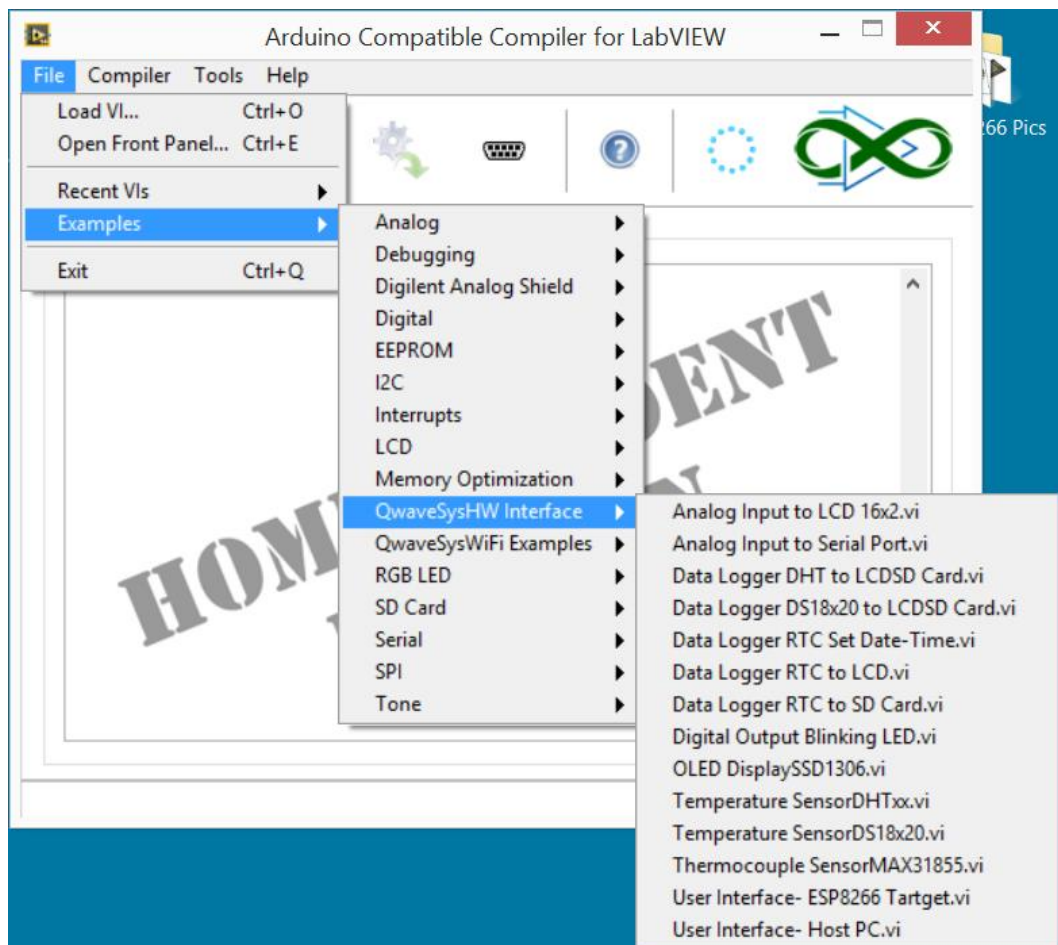 Arduino Compatible Compiler for LabVIEW
File Compiler Tools Help
Load VI... Ctrl+O
Open Front Panel... Ctrl+E
Recent VIs
Examples
Exit Ctrl+Q
66 Pics
Analog
Debugging
Digilent Analog Shield
Digital
EEPROM
I2C
Interrupts
LCD
Memory Optimization
QwaveSysHW Interface
QwaveSysWiFi Examples
RGB LED
SD Card
Serial
SPI
Tone
Analog Input to LCD 16x2.vi
Analog Input to Serial Port.vi
Data Logger DHT to LCDSD Card.vi
Data Logger DS18x20 to LCDSD Card.vi
Data Logger RTC Set Date-Time.vi
Data Logger RTC to LCD.vi
Data Logger RTC to SD Card.vi
Digital Output Blinking LED.vi
OLED DisplaySSD1306.vi
Temperature SensorDHTxx.vi
Temperature SensorDS18x20.vi
Thermocouple SensorMAX31855.vi
User Interface- ESP8266 Tartget.vi
User Interface- Host PC.vi